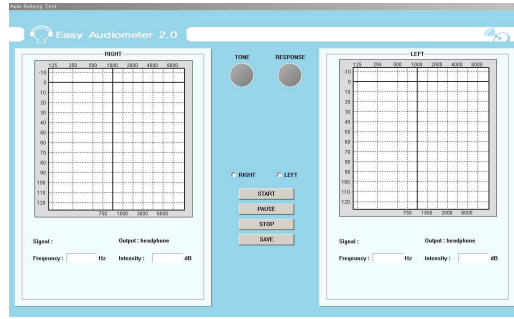 Auto Behosy Test
Easy Audiometer 2.0
RIGHT
125 250 500 1000 2000 4000 8000
-10
0
10
20
30
40
50
60
70
80
90
100
110
120
750 1500 3000 6000
Signal : Output : headphone
Freqeuncy : Hz Intensity : dB
TONE RESPONSE
RIGHT LEFT
START
PAUSE
STOP
SAVE
LEFT
125 250 500 1000 2000 4000 8000
-10
0
10
20
30
40
50
60
70
80
90
100
110
120
750 1500 3000 6000
Signal : Output : headphone
Freqeuncy : Hz Intensity : dB